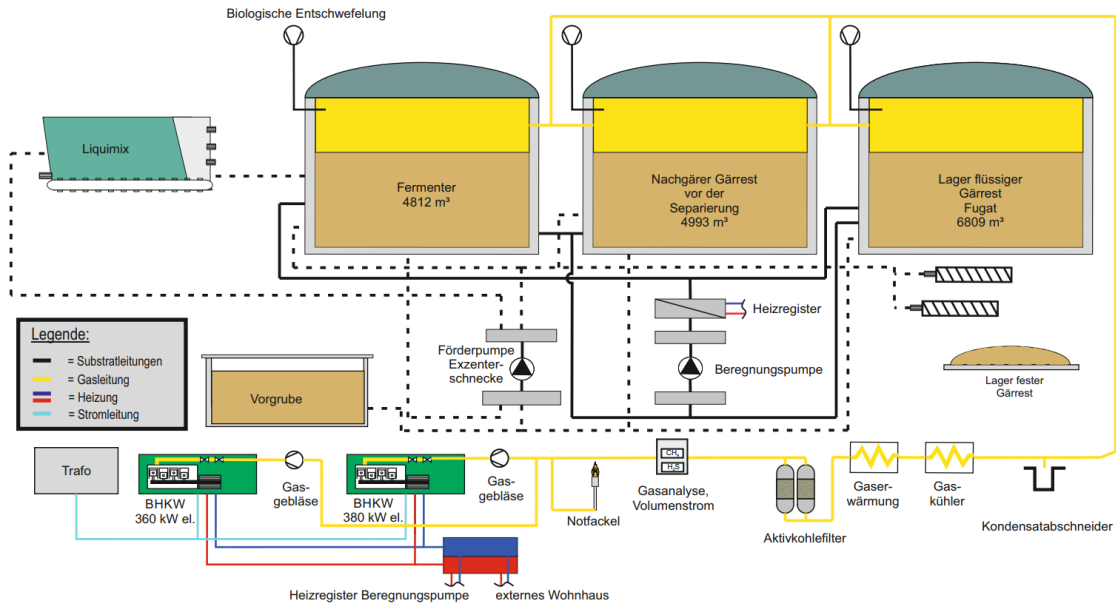 Biologische Entschwefelung
Liquimix
Fermenter
4812 m³
Nachgärer Gärrest
vor der
Separierung
4993 m³
Lager flüssiger
Gärrest
Fugat
6809 m³
Heizregister
Legende:
= Substratleitungen
= Gasleitung
= Heizung
= Stromleitung
Förderpumpe
Exzenter-
schnecke
Beregnungspumpe
Lager fester
Gärrest
Vorgrube
Trafo
BHKW
360 kW el.
Gas-
gebläse
BHKW
380 kW el.
Gas-
gebläse
Notfackel
CH₄
H₂S
Gasanalyse,
Volumenstrom
Aktivkohlefilter
Gaser-
wärmung
Gas-
kühler
Kondensatabschneider
Heizregister Beregnungspumpe
externes Wohnhaus